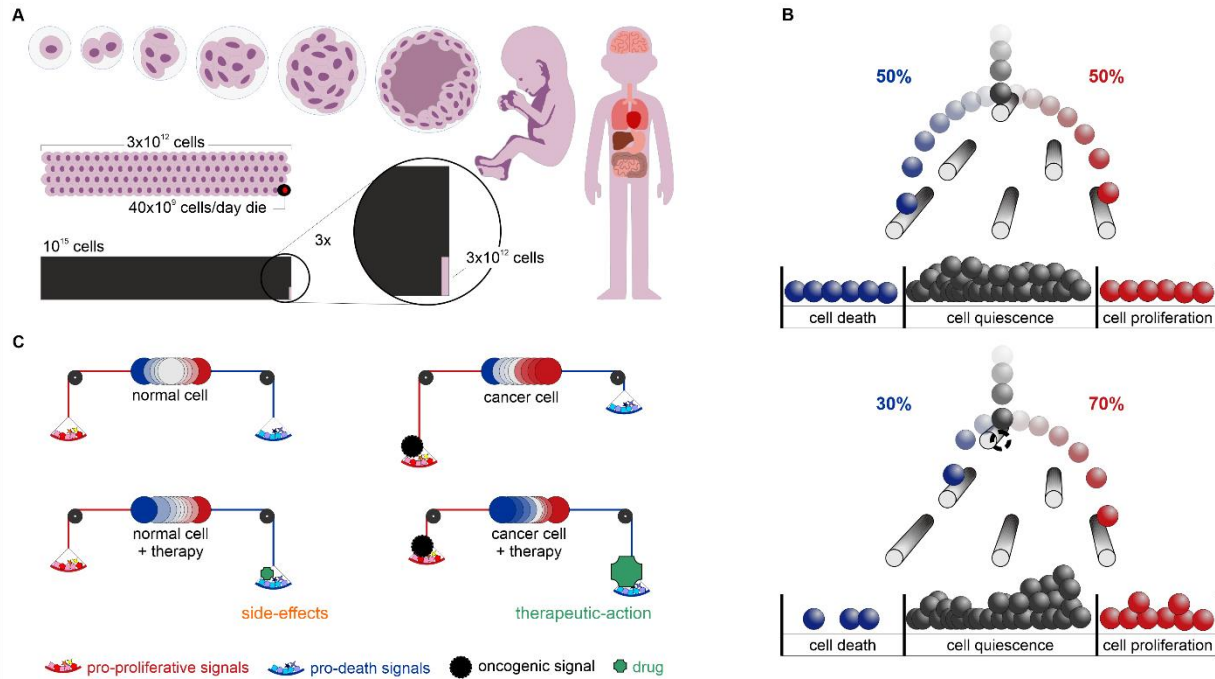 A
3x10¹² cells
40x10⁹ cells/day die
10¹⁵ cells
3x
3x10¹² cells
B
50%
50%
cell death
cell quiescence
cell proliferation
30%
70%
cell death
cell quiescence
cell proliferation
C
normal cell
cancer cell
normal cell
+ therapy
cancer cell
+ therapy
side-effects
therapeutic-action
pro-proliferative signals
pro-death signals
oncogenic signal
drug